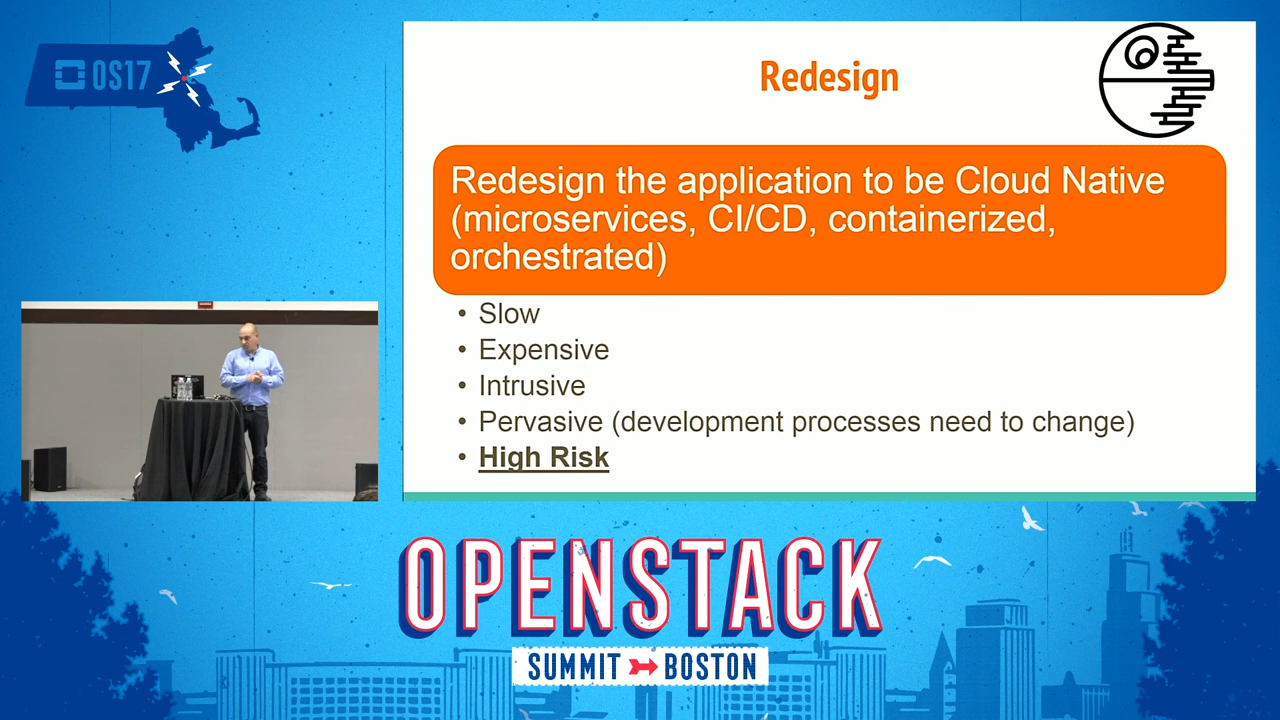 OS17
Redesign
Redesign the application to be Cloud Native
(microservices, CI/CD, containerized,
orchestrated)
• Slow
• Expensive
• Intrusive
• Pervasive (development processes need to change)
• High Risk
OPENSTACK
SUMMIT BOSTON